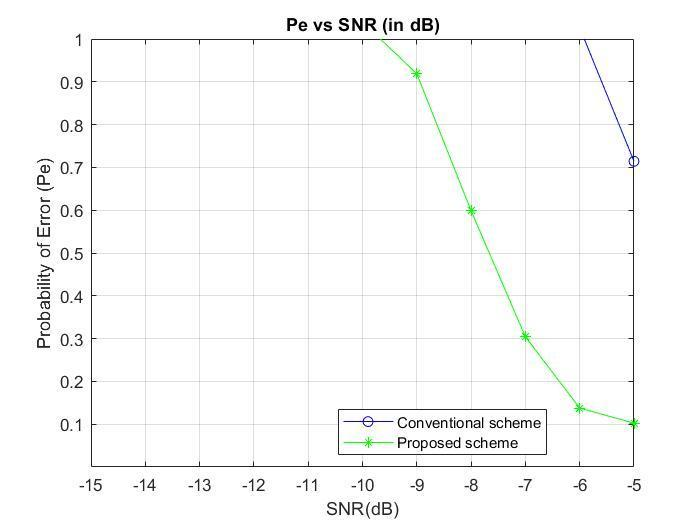 Pe vs SNR (in dB)
1
0.9
0.8
0.7
0.6
0.5
0.4
0.3
0.2
0.1
Probability of Error (Pe)
Conventional scheme
Proposed scheme
-15 -14 -13 -12 -11 -10 -9 -8 -7 -6 -5
SNR(dB)